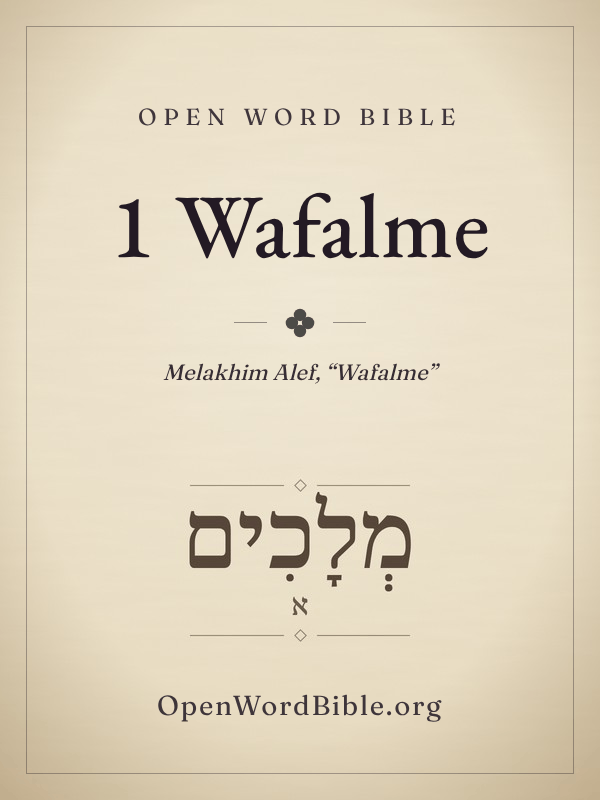 OPEN WORD BIBLE
1 Wafalme
Melakhim Alef, “Wafalme”
מְלָכִים
א
OpenWordBible.org